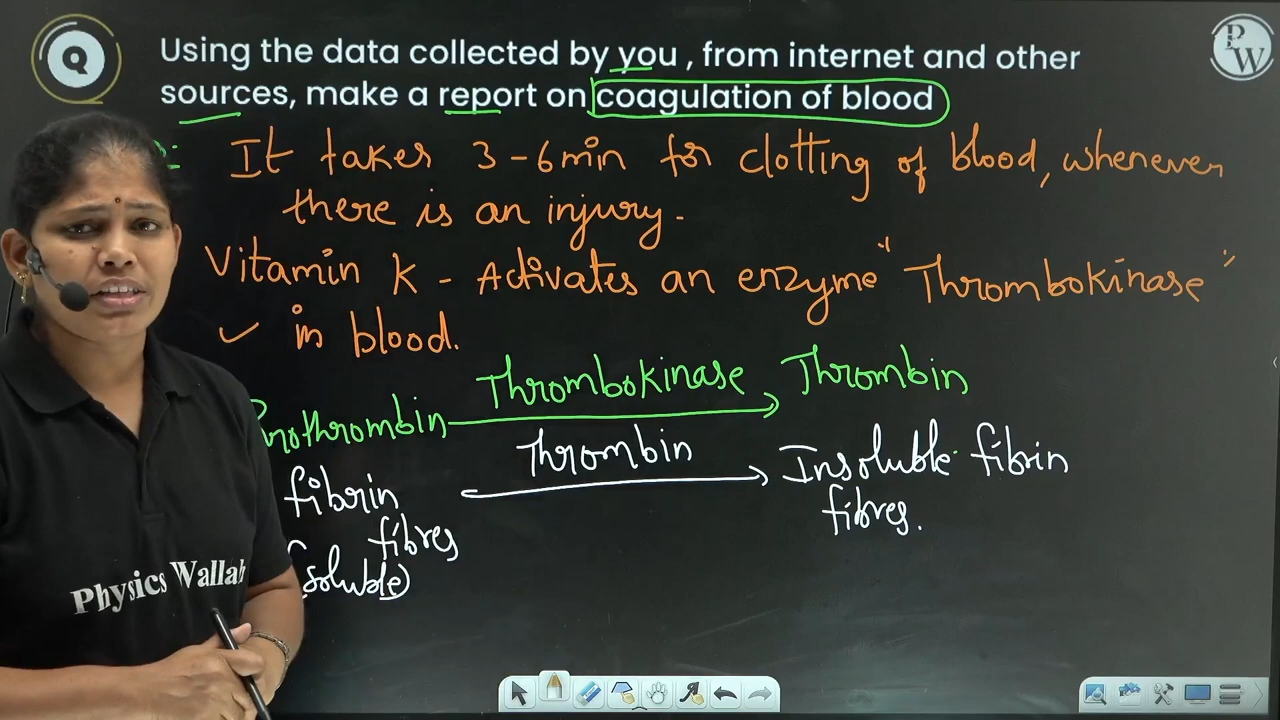 Q
Using the data collected by you , from internet and other
sources, make a report on coagulation of blood
PW
It takes 3-6min for clotting of blood, whenever
there is an injury.
Vitamin K - Activates an enzyme "Thrombokinase"
in blood.
Thrombokinase
Prothrombin → Thrombin
Thrombin
fibrin → Insoluble fibrin
fibres fibres.
(soluble)
Physics Wallah